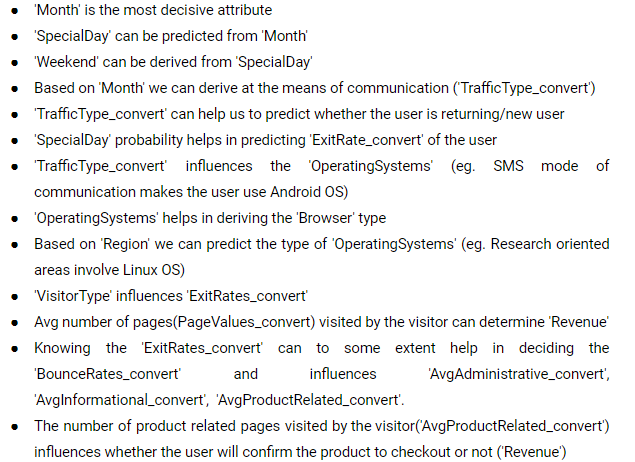 ● 'Month' is the most decisive attribute
● 'SpecialDay' can be predicted from 'Month'
● 'Weekend' can be derived from 'SpecialDay'
● Based on 'Month' we can derive at the means of communication ('TrafficType_convert')
● 'TrafficType_convert' can help us to predict whether the user is returning/new user
● 'SpecialDay' probability helps in predicting 'ExitRate_convert' of the user
● 'TrafficType_convert' influences the 'OperatingSystems' (eg. SMS mode of
communication makes the user use Android OS)
● 'OperatingSystems' helps in deriving the 'Browser' type
● Based on 'Region' we can predict the type of 'OperatingSystems' (eg. Research oriented
areas involve Linux OS)
● 'VisitorType' influences 'ExitRates_convert'
● Avg number of pages(PageValues_convert) visited by the visitor can determine 'Revenue'
● Knowing the 'ExitRates_convert' can to some extent help in deciding the
'BounceRates_convert' and influences 'AvgAdministrative_convert',
'AvgInformational_convert', 'AvgProductRelated_convert'.
● The number of product related pages visited by the visitor('AvgProductRelated_convert')
influences whether the user will confirm the product to checkout or not ('Revenue')